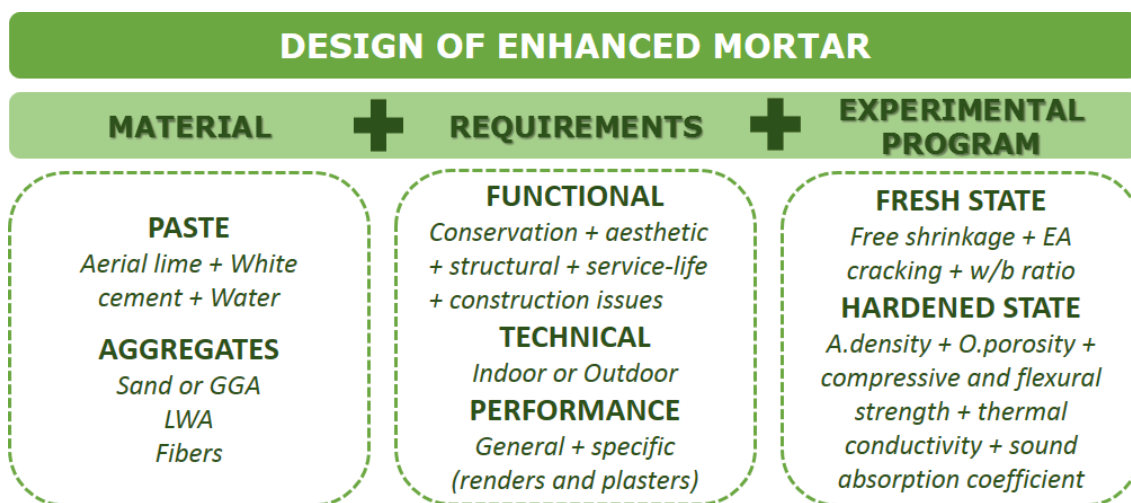 DESIGN OF ENHANCED MORTAR
MATERIAL
+
REQUIREMENTS
+
EXPERIMENTAL
PROGRAM
PASTE
Aerial lime + White
cement + Water
AGGREGATES
Sand or GGA
LWA
Fibers
FUNCTIONAL
Conservation + aesthetic
+ structural + service-life
+ construction issues
TECHNICAL
Indoor or Outdoor
PERFORMANCE
General + specific
(renders and plasters)
FRESH STATE
Free shrinkage + EA
cracking + w/b ratio
HARDENED STATE
A.density + O.porosity +
compressive and flexural
strength + thermal
conductivity + sound
absorption coefficient